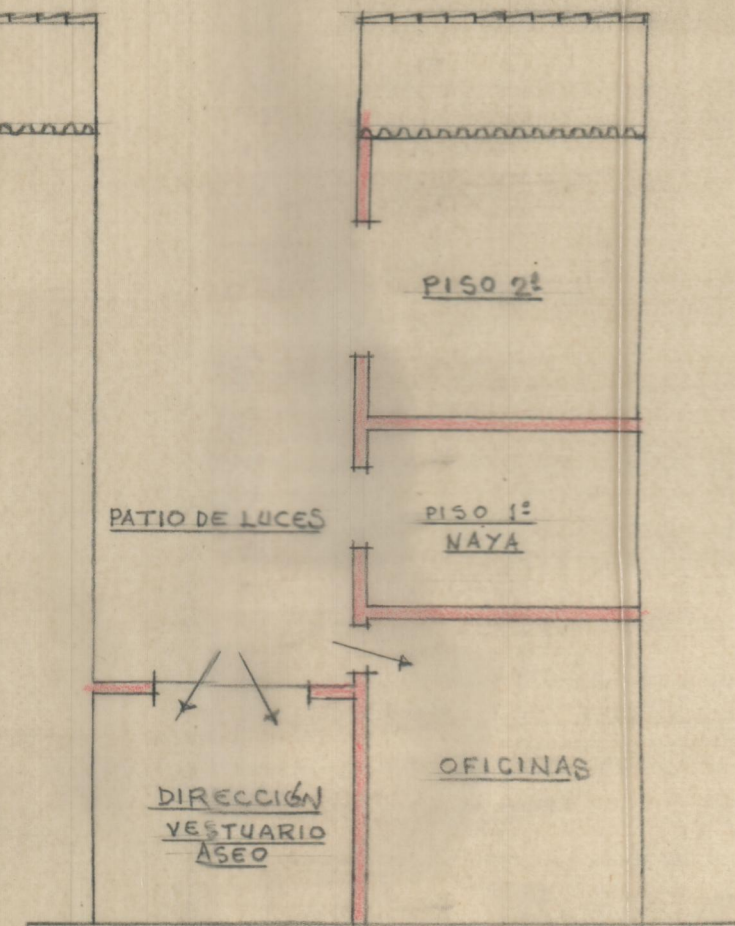 PISO 2º
PATIO DE LUCES
PISO 1º
NAYA
OFICINAS
DIRECCIÓN
VESTUARIO
ASEO